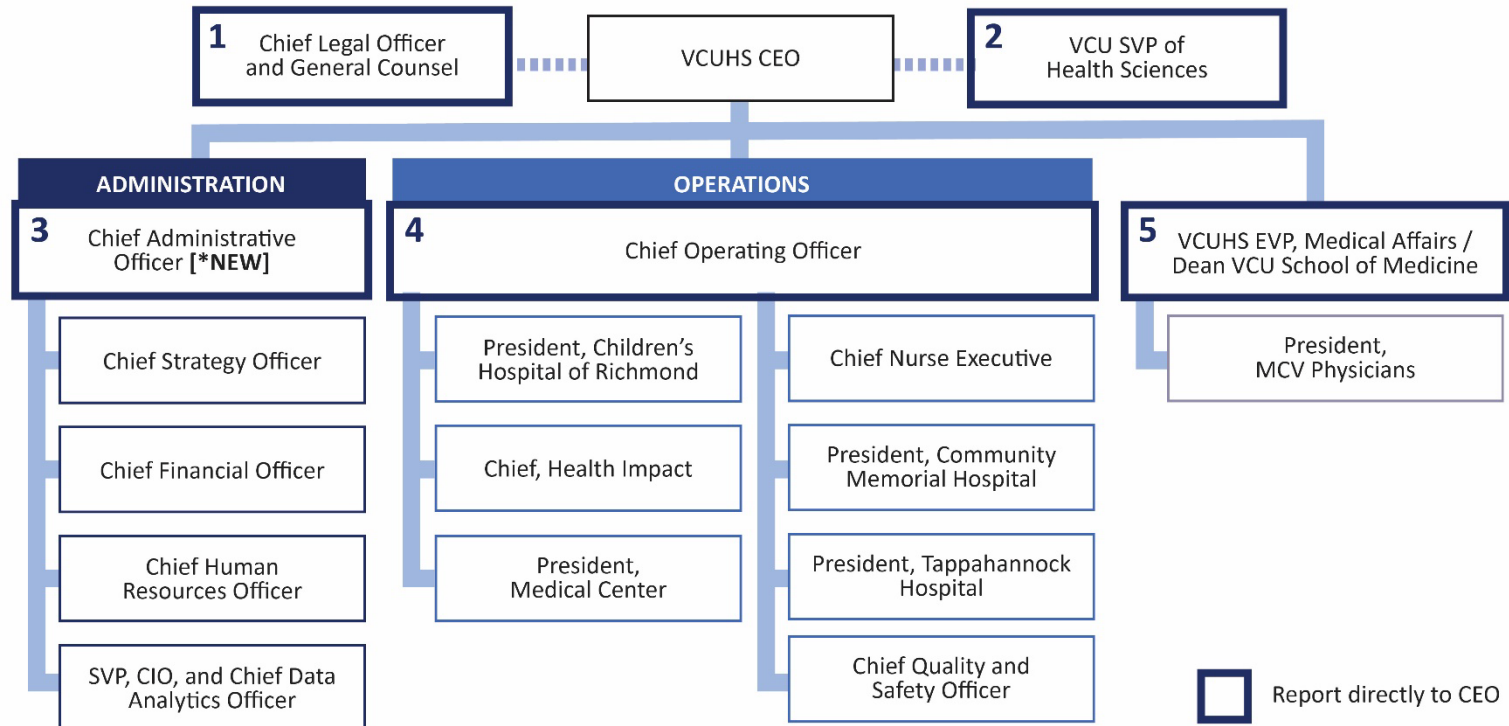 1
Chief Legal Officer
and General Counsel
VCUHS CEO
2
VCU SVP of
Health Sciences
ADMINISTRATION
3
Chief Administrative
Officer [*NEW]
Chief Strategy Officer
Chief Financial Officer
Chief Human
Resources Officer
SVP, CIO, and Chief Data
Analytics Officer
OPERATIONS
4
Chief Operating Officer
President, Children’s
Hospital of Richmond
Chief, Health Impact
President,
Medical Center
Chief Nurse Executive
President, Community
Memorial Hospital
President, Tappahannock
Hospital
Chief Quality and
Safety Officer
5
VCUHS EVP, Medical Affairs /
Dean VCU School of Medicine
President,
MCV Physicians
Report directly to CEO